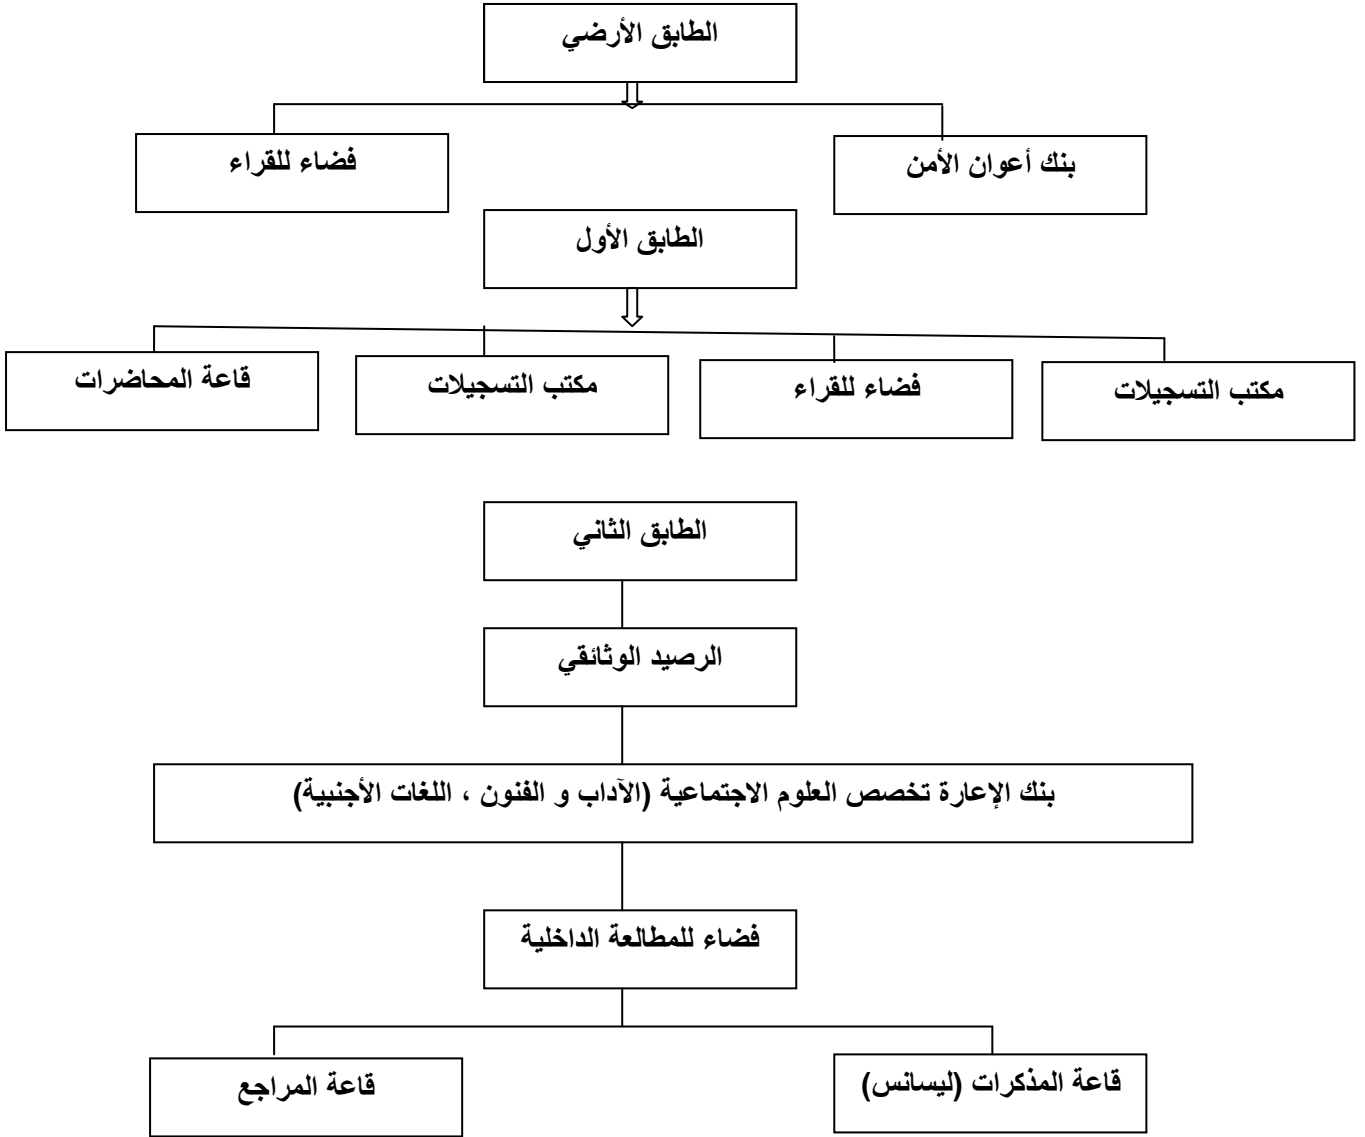 الطابق الأرضي
بنك أعوان الأمن
فضاء للقراء
الطابق الأول
مكتب التسجيلات
فضاء للقراء
مكتب التسجيلات
قاعة المحاضرات
الطابق الثاني
الرصيد الوثائقي
بنك الإعارة تخصص العلوم الاجتماعية (الآداب و الفنون ، اللغات الأجنبية)
فضاء للمطالعة الداخلية
قاعة المذكرات (ليسانس)
قاعة المراجع